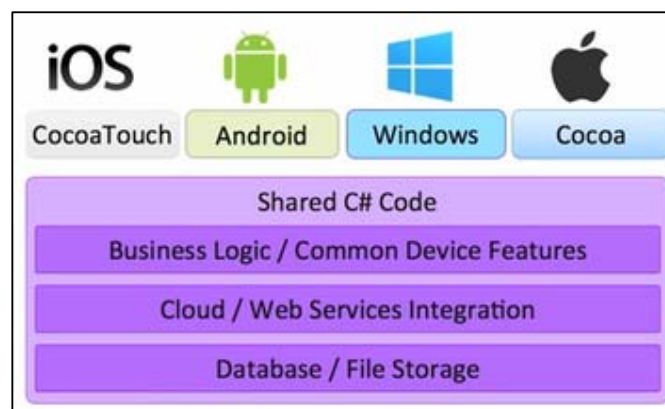 iOS
CocoaTouch Android Windows Cocoa
Shared C# Code
Business Logic / Common Device Features
Cloud / Web Services Integration
Database / File Storage